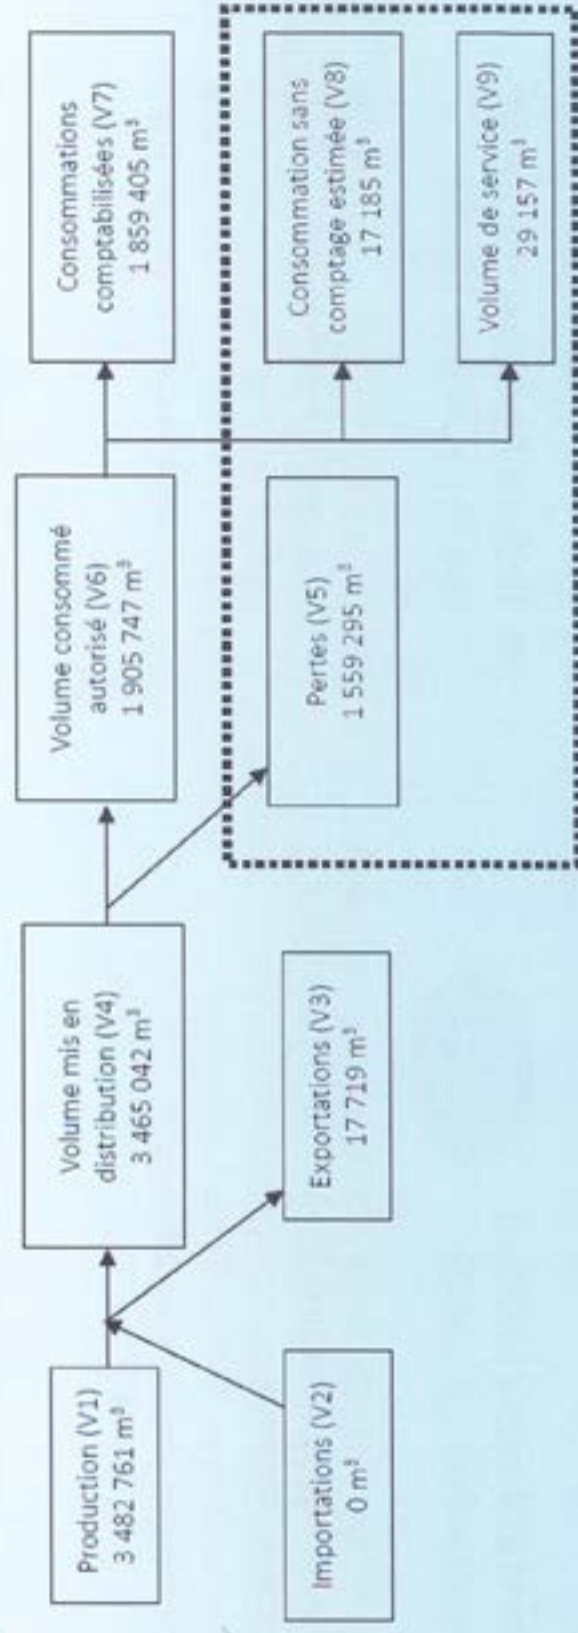 Production (V1)
3 482 761 m³
Importations (V2)
0 m³
Volume mis en
distribution (V4)
3 465 042 m³
Exportations (V3)
17 719 m³
Volume consommé
autorisé (V6)
1 905 747 m³
Pertes (V5)
1 559 295 m³
Consommations
comptabilisées (V7)
1 859 405 m³
Consommation sans
comptage estimée (V8)
17 185 m³
Volume de service (V9)
29 157 m³